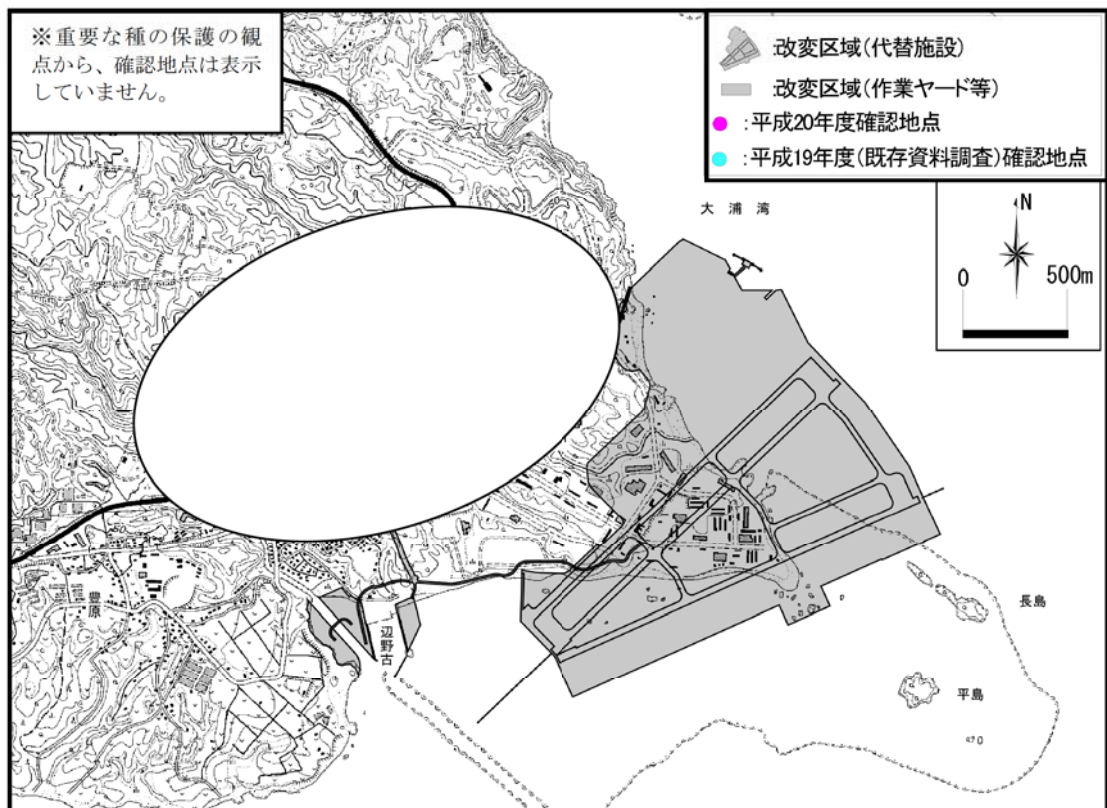 ※重要な種の保護の観
点から、確認地点は表示
していません。
:改変区域(代替施設)
:改変区域(作業ヤード等)
:平成20年度確認地点
:平成19年度(既存資料調査)確認地点
大浦湾
N
0 500m
豊原
辺野古
長島
平島